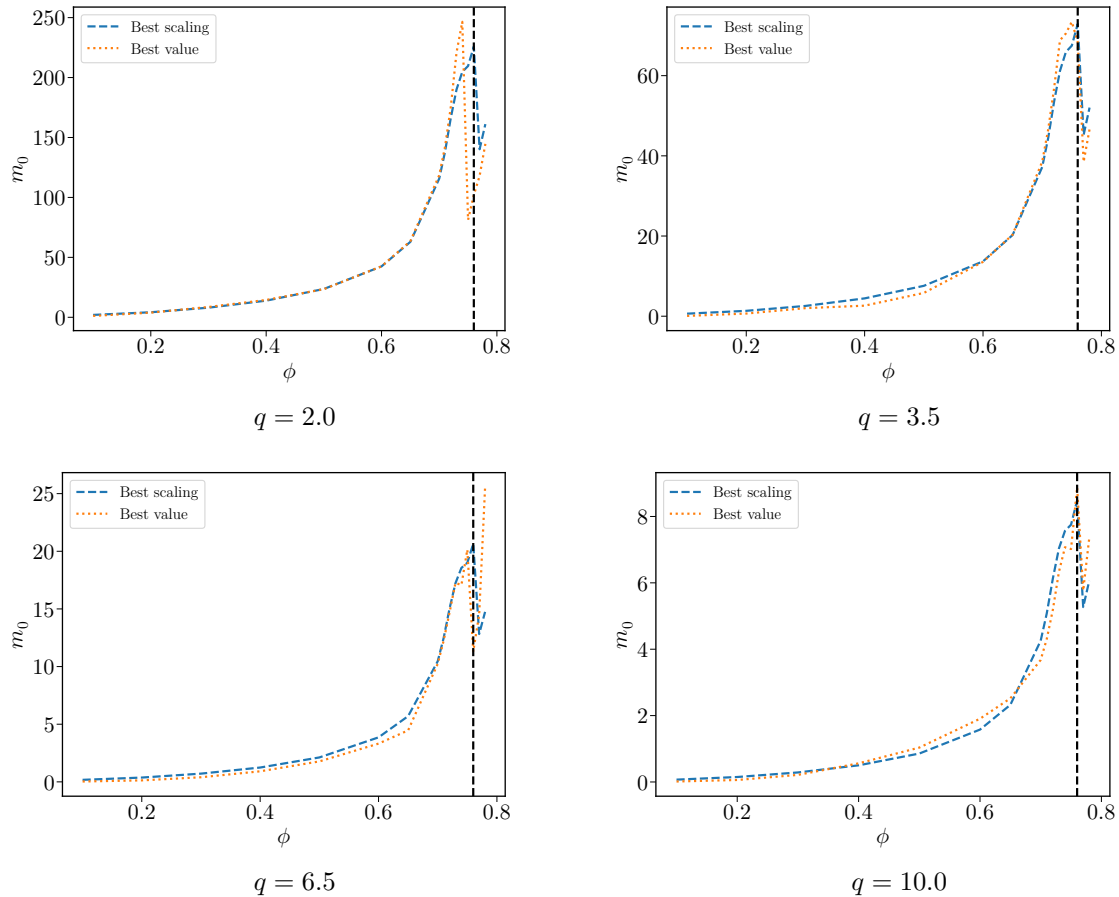 Best scaling
Best value
250
200
150
100
50
0
m₀
0.2 0.4 0.6 0.8
ϕ
q = 2.0
Best scaling
Best value
60
40
20
0
m₀
0.2 0.4 0.6 0.8
ϕ
q = 3.5
Best scaling
Best value
25
20
15
10
5
0
m₀
0.2 0.4 0.6 0.8
ϕ
q = 6.5
Best scaling
Best value
8
6
4
2
0
m₀
0.2 0.4 0.6 0.8
ϕ
q = 10.0